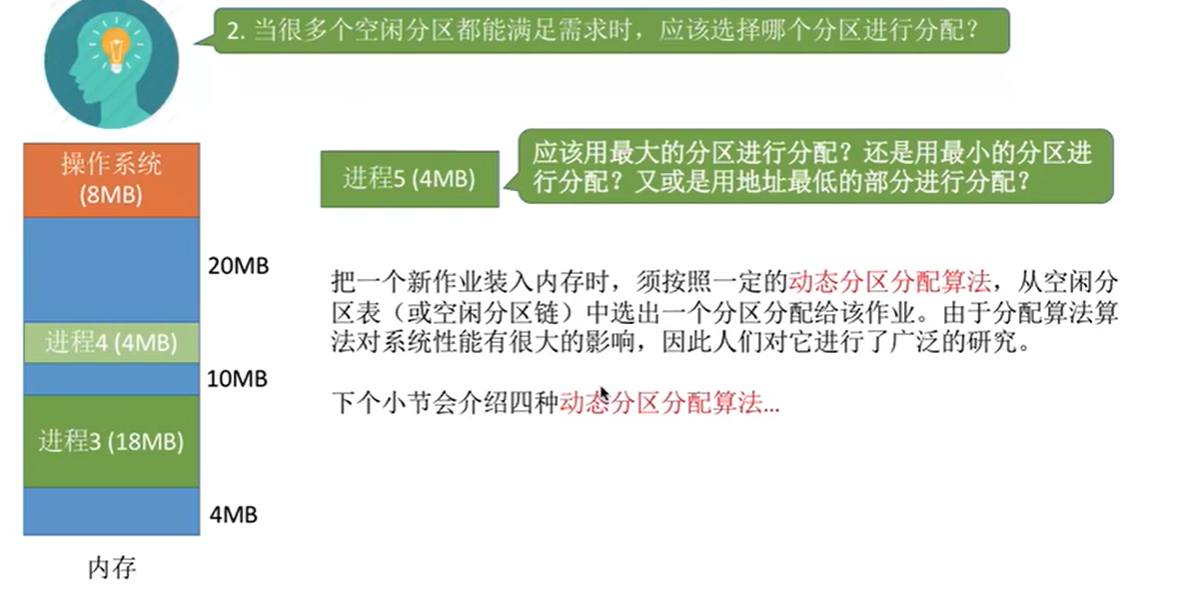 2. 当很多个空闲分区都能满足需求时，应该选择哪个分区进行分配？
操作系统
(8MB)
20MB
进程4 (4MB)
10MB
进程3 (18MB)
4MB
内存
进程5 (4MB)
应该用最大的分区进行分配？还是用最小的分区进
行分配？又或是用地址最低的部分进行分配？
把一个新作业装入内存时，须按照一定的动态分区分配算法，从空闲分
区表（或空闲分区链）中选出一个分区分配给该作业。由于分配算法算
法对系统性能有很大的影响，因此人们对它进行了广泛的研究。
下个小节会介绍四种动态分区分配算法...